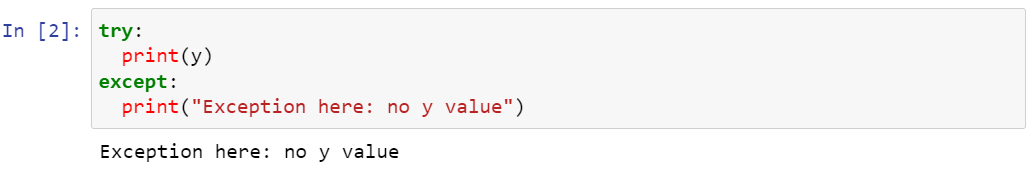 In [2]: try:
print(y)
except:
print("Exception here: no y value")
Exception here: no y value